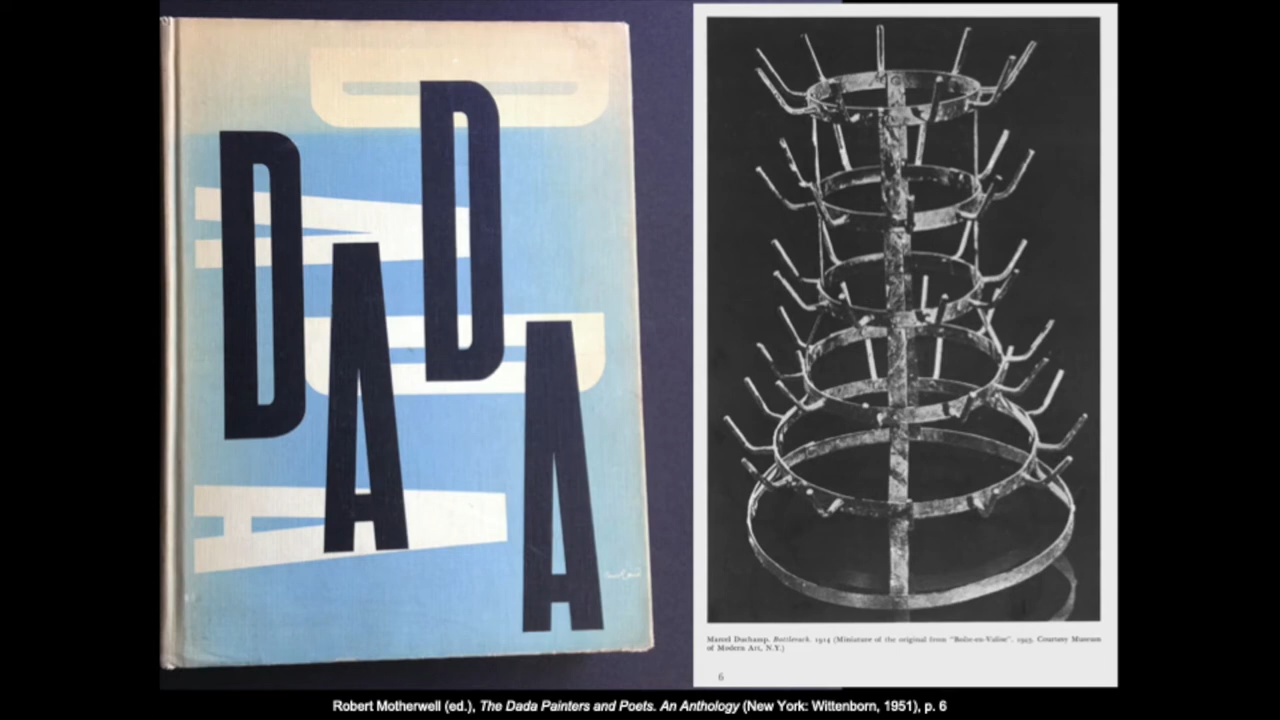 DADA
DADA
Marcel Duchamp. Bottlerack. 1914 (Miniature of the original from "Boîte-en-Valise". Courtesy Museum
of Modern Art, N.Y.)
6
Robert Motherwell (ed.), The Dada Painters and Poets. An Anthology (New York: Wittenborn, 1951), p. 6